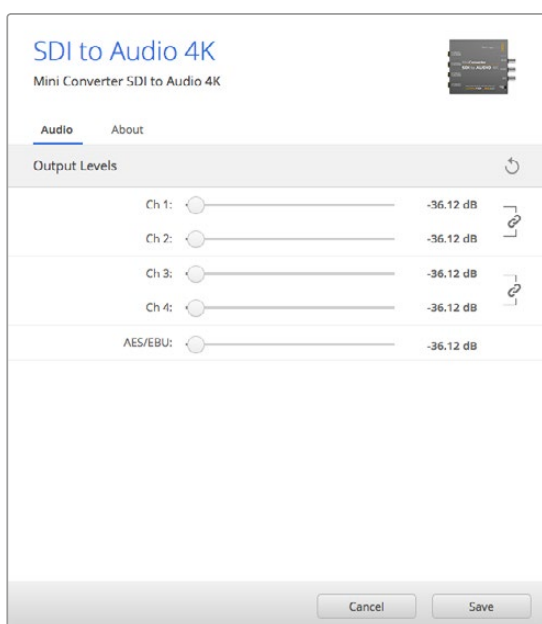 SDI to Audio 4K
Mini Converter SDI to Audio 4K
Audio About
Output Levels
Ch 1: -36.12 dB
Ch 2: -36.12 dB
Ch 3: -36.12 dB
Ch 4: -36.12 dB
AES/EBU: -36.12 dB
Cancel Save